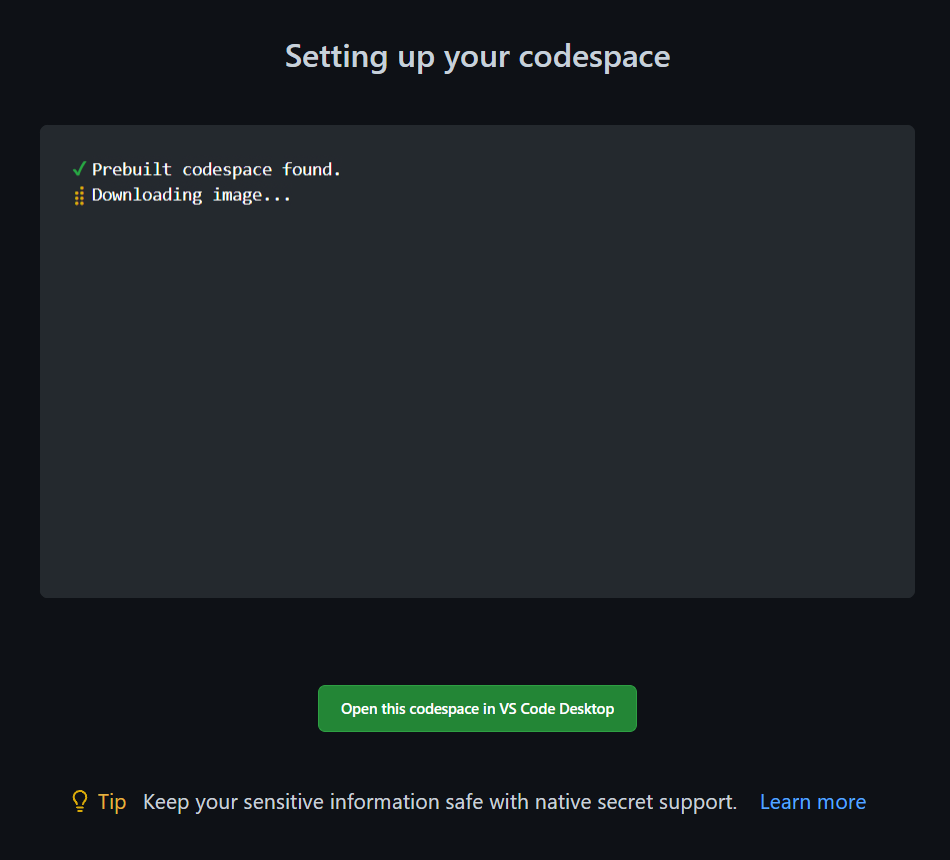 Setting up your codespace
Prebuilt codespace found.
Downloading image...
Open this codespace in VS Code Desktop
Tip Keep your sensitive information safe with native secret support. Learn more